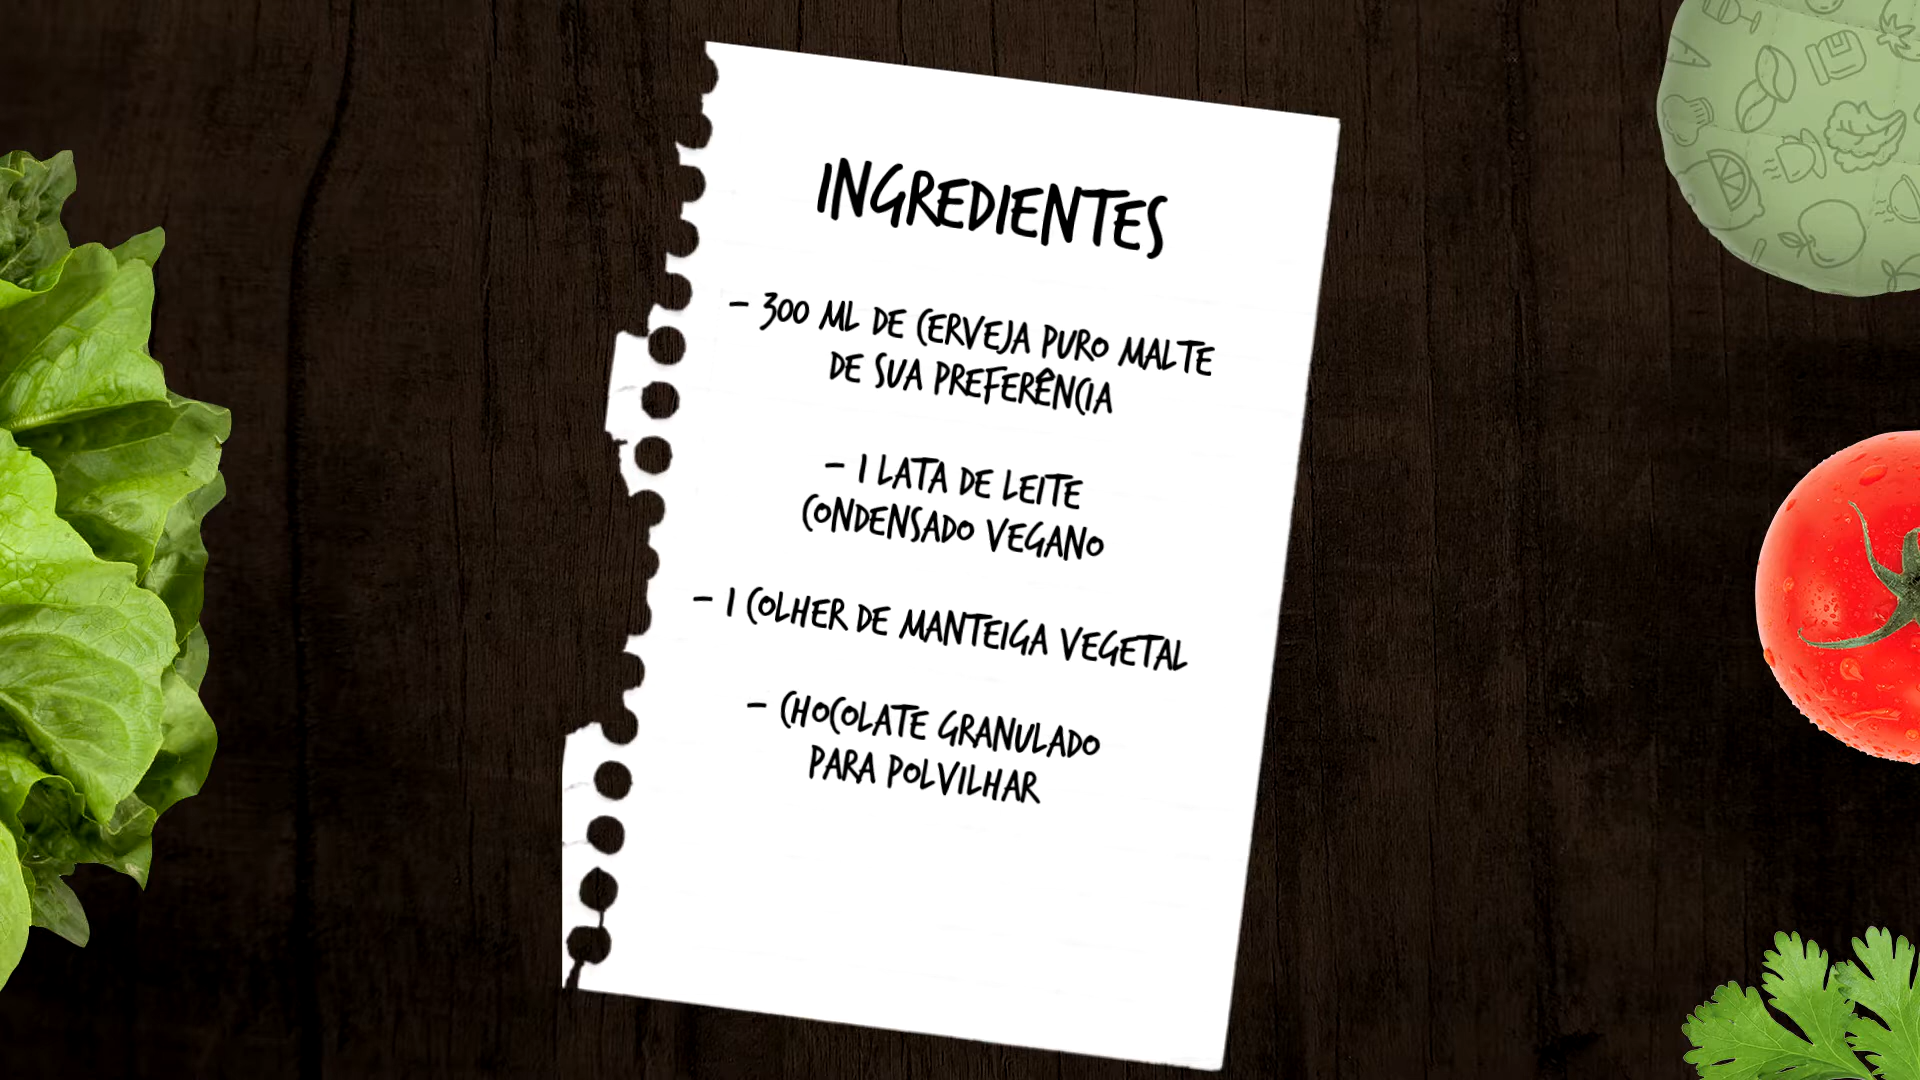 INGREDIENTES
- 300 ML DE CERVEJA PURO MALTE
DE SUA PREFERÊNCIA
- 1 LATA DE LEITE
CONDENSADO VEGANO
- 1 COLHER DE MANTEIGA VEGETAL
- CHOCOLATE GRANULADO
PARA POLVILHAR